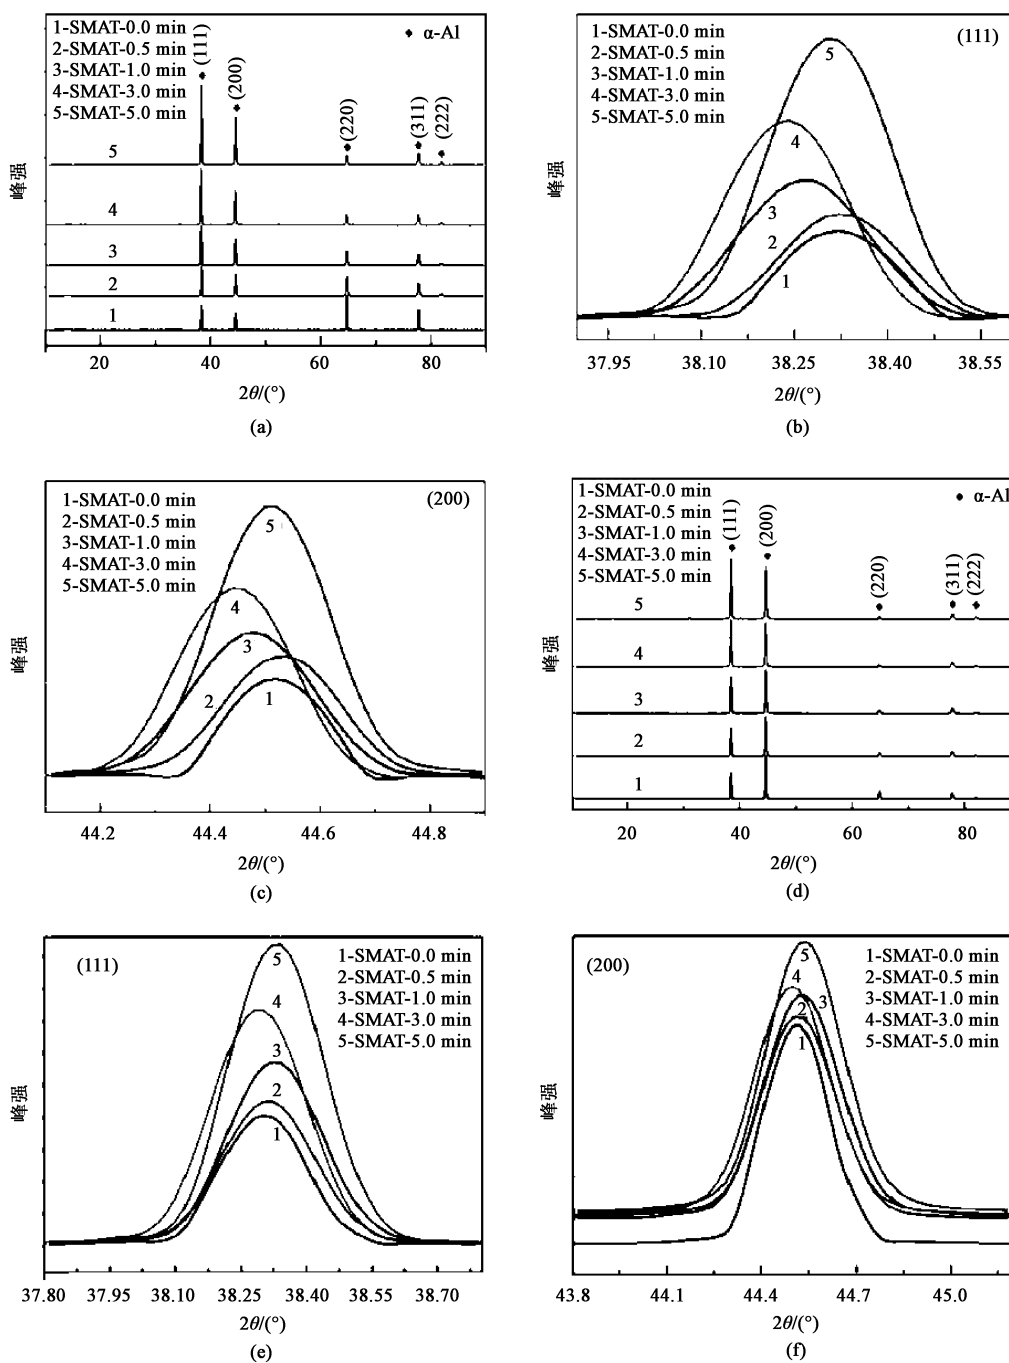 1-SMAT-0.0 min
2-SMAT-0.5 min
3-SMAT-1.0 min
4-SMAT-3.0 min
5-SMAT-5.0 min
α-Al
(111)
(200)
(220)
(311)
(222)
5
4
3
2
1
峰强
20
40
60
80
2θ/(°)
(a)
1-SMAT-0.0 min
2-SMAT-0.5 min
3-SMAT-1.0 min
4-SMAT-3.0 min
5-SMAT-5.0 min
(111)
5
4
3
2
1
峰强
37.95
38.10
38.25
38.40
38.55
2θ/(°)
(b)
1-SMAT-0.0 min
2-SMAT-0.5 min
3-SMAT-1.0 min
4-SMAT-3.0 min
5-SMAT-5.0 min
(200)
5
4
3
2
1
峰强
44.2
44.4
44.6
44.8
2θ/(°)
(c)
1-SMAT-0.0 min
2-SMAT-0.5 min
3-SMAT-1.0 min
4-SMAT-3.0 min
5-SMAT-5.0 min
α-Al
(111)
(200)
(220)
(311)
(222)
5
4
3
2
1
峰强
20
40
60
80
2θ/(°)
(d)
(111)
1-SMAT-0.0 min
2-SMAT-0.5 min
3-SMAT-1.0 min
4-SMAT-3.0 min
5-SMAT-5.0 min
5
4
3
2
1
峰强
37.80
37.95
38.10
38.25
38.40
38.55
38.70
2θ/(°)
(e)
(200)
1-SMAT-0.0 min
2-SMAT-0.5 min
3-SMAT-1.0 min
4-SMAT-3.0 min
5-SMAT-5.0 min
5
4
3
2
1
峰强
43.8
44.1
44.4
44.7
45.0
2θ/(°)
(f)